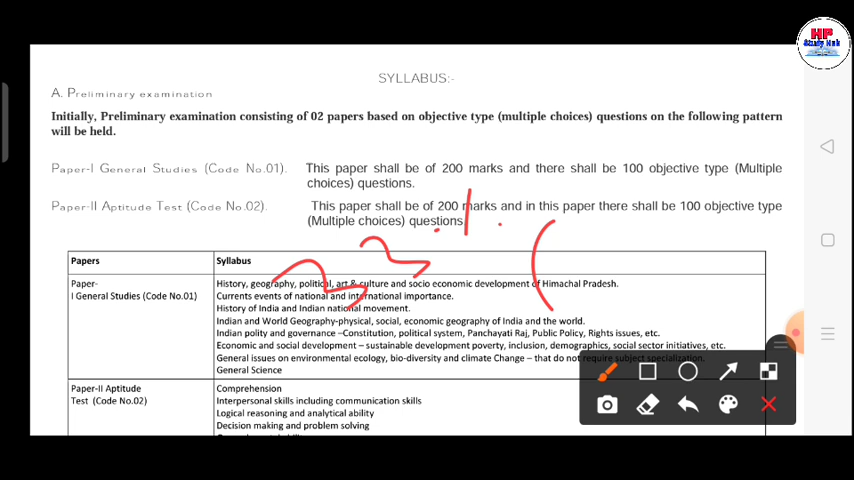 HP
Study Hub
SYLLABUS:-
A. Preliminary examination
Initially, Preliminary examination consisting of 02 papers based on objective type (multiple choices) questions on the following pattern
will be held.
Paper-I General Studies (Code No.01). This paper shall be of 200 marks and there shall be 100 objective type (Multiple
choices) questions.
Paper-II Aptitude Test (Code No.02). This paper shall be of 200 marks and in this paper there shall be 100 objective type
(Multiple choices) questions
Papers Syllabus
Paper- History, geography, political, art & culture and socio economic development of Himachal Pradesh.
I General Studies (Code No.01) Currents events of national and international importance.
History of India and Indian national movement.
Indian and World Geography-physical, social, economic geography of India and the world.
Indian polity and governance –Constitution, political system, Panchayati Raj, Public Policy, Rights issues, etc.
Economic and social development – sustainable development poverty, inclusion, demographics, social sector initiatives, etc.
General issues on environmental ecology, bio-diversity and climate Change – that do not require subject specialization.
General Science
Paper-II Aptitude Comprehension
Test (Code No.02) Interpersonal skills including communication skills
Logical reasoning and analytical ability
Decision making and problem solving